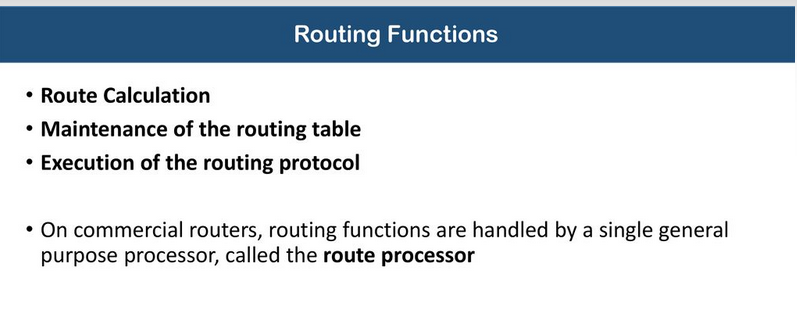 Routing Functions
• Route Calculation
• Maintenance of the routing table
• Execution of the routing protocol
• On commercial routers, routing functions are handled by a single general
purpose processor, called the route processor